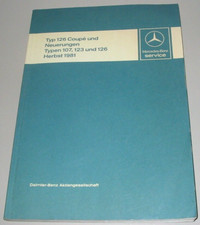 Typ 126 Coupé und
Neuerungen
Typen 107, 123 und 126
Herbst 1981
Mercedes-Benz
service
Daimler-Benz Aktiengesellschaft